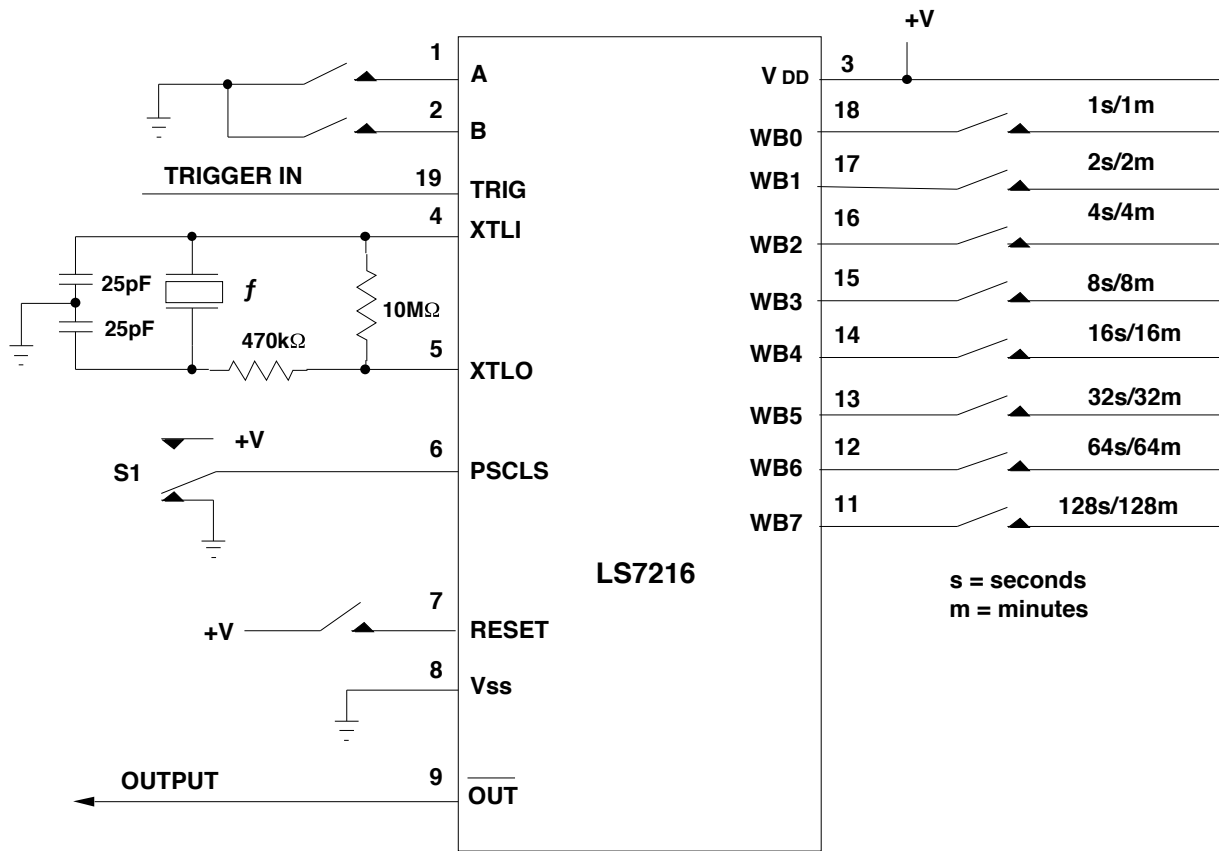 +V
1
A
2
B
TRIGGER IN
19
TRIG
4
XTLI
25pF
25pF
f
10MΩ
470kΩ
5
XTLO
+V
S1
6
PSCLS
7
+V
RESET
8
Vss
OUTPUT
9
OUT
LS7216
V DD
3
18
1s/1m
WB0
17
2s/2m
WB1
16
4s/4m
WB2
15
8s/8m
WB3
14
16s/16m
WB4
13
32s/32m
WB5
12
64s/64m
WB6
11
128s/128m
WB7
s = seconds
m = minutes